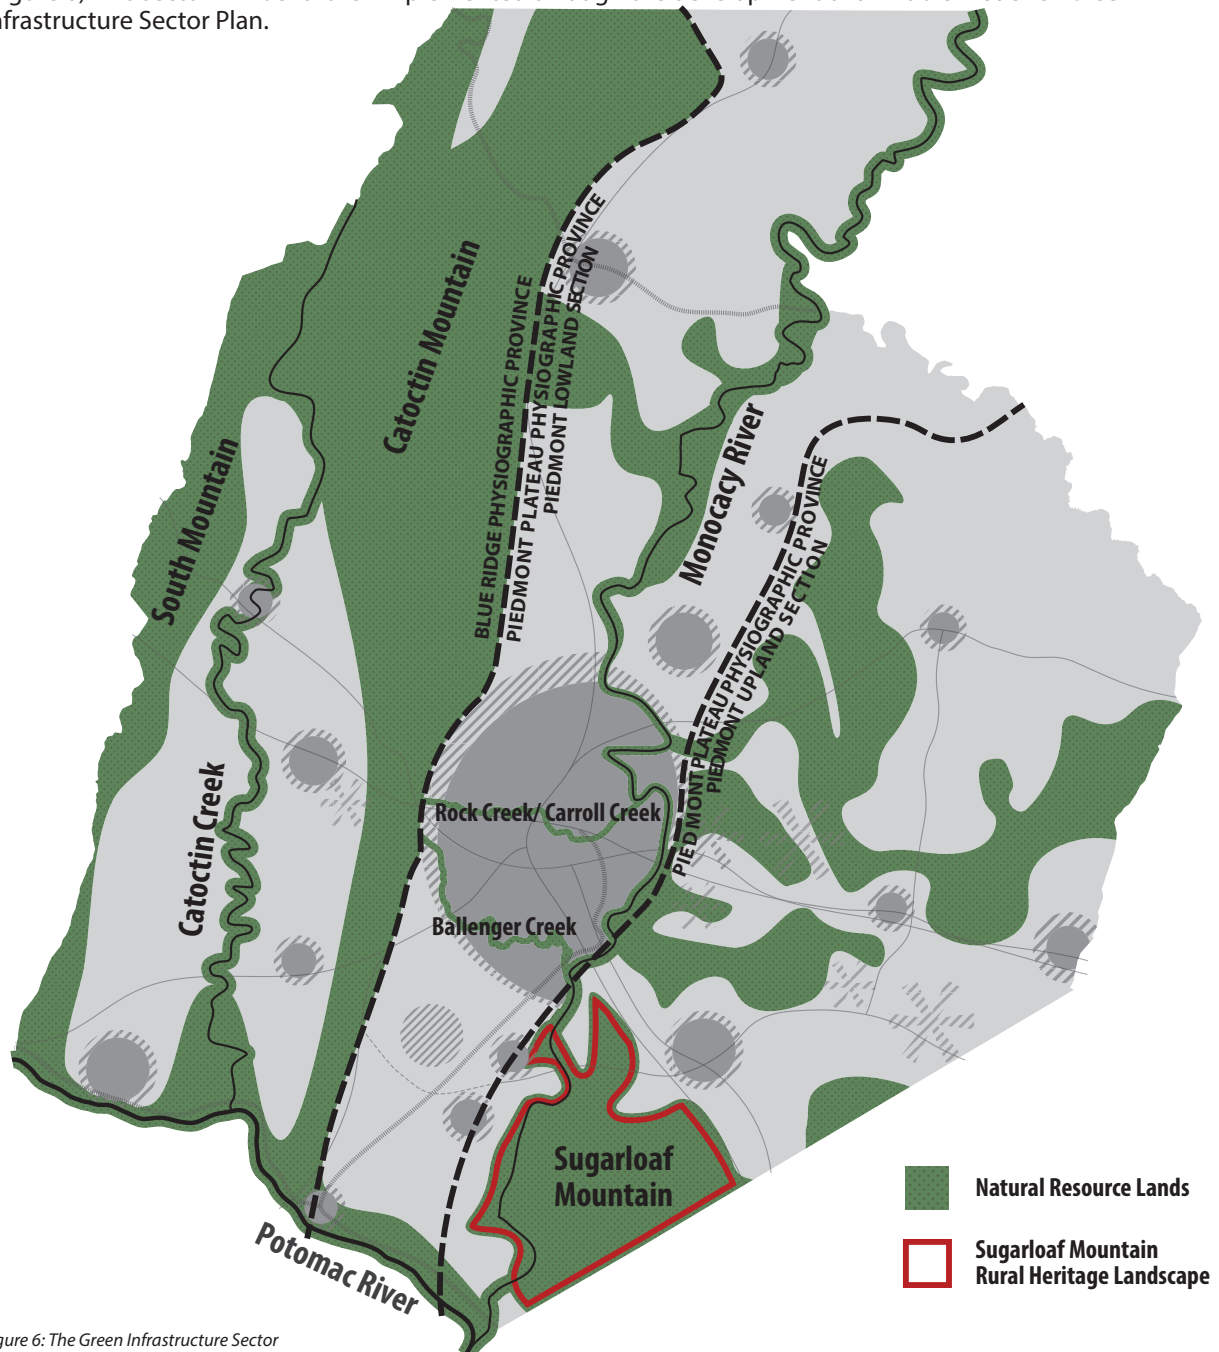 frastructure Sector Plan.
Catoctin Mountain
BLUE RIDGE PHYSIOGRAPHIC PROVINCE
PIEDMONT PLATEAU PHYSIOGRAPHIC PROVINCE
PIEDMONT LOWLAND SECTION
South Mountain
Monocacy River
PIEDMONT PLATEAU PHYSIOGRAPHIC PROVINCE
PIEDMONT UPLAND SECTION
Catoctin Creek
Rock Creek/ Carroll Creek
Ballenger Creek
Sugarloaf
Mountain
Potomac River
Natural Resource Lands
Sugarloaf Mountain
Rural Heritage Landscape
gure 6: The Green Infrastructure Sector